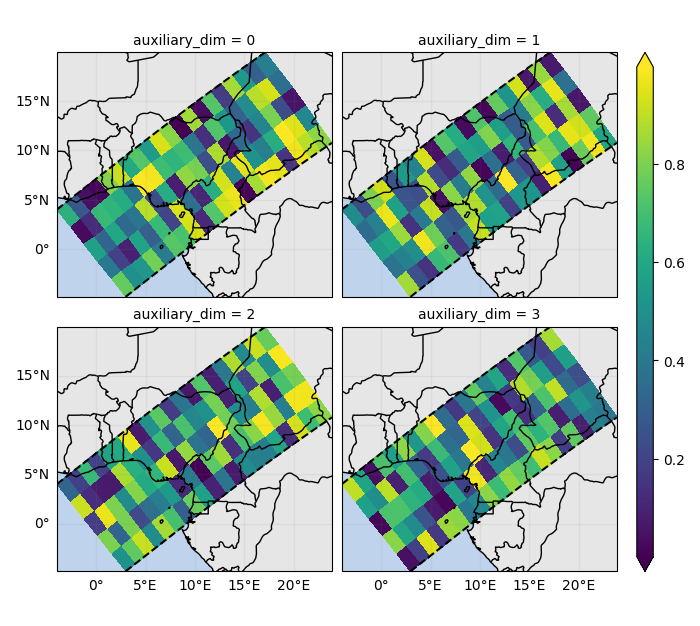 auxiliary_dim = 0 auxiliary_dim = 1
15°N
10°N
5°N
0°
0.8
0.6
0.4
0.2
auxiliary_dim = 2 auxiliary_dim = 3
15°N
10°N
5°N
0°
0° 5°E 10°E 15°E 20°E 0° 5°E 10°E 15°E 20°E